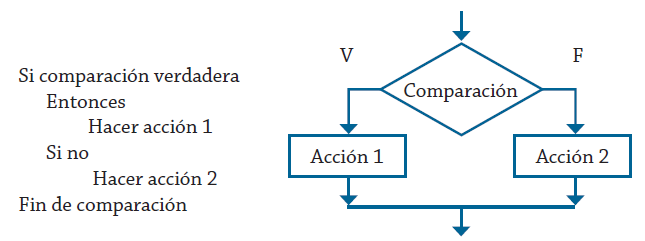 Si comparación verdadera
Entonces
Hacer acción 1
Si no
Hacer acción 2
Fin de comparación
V
F
Comparación
Acción 1
Acción 2